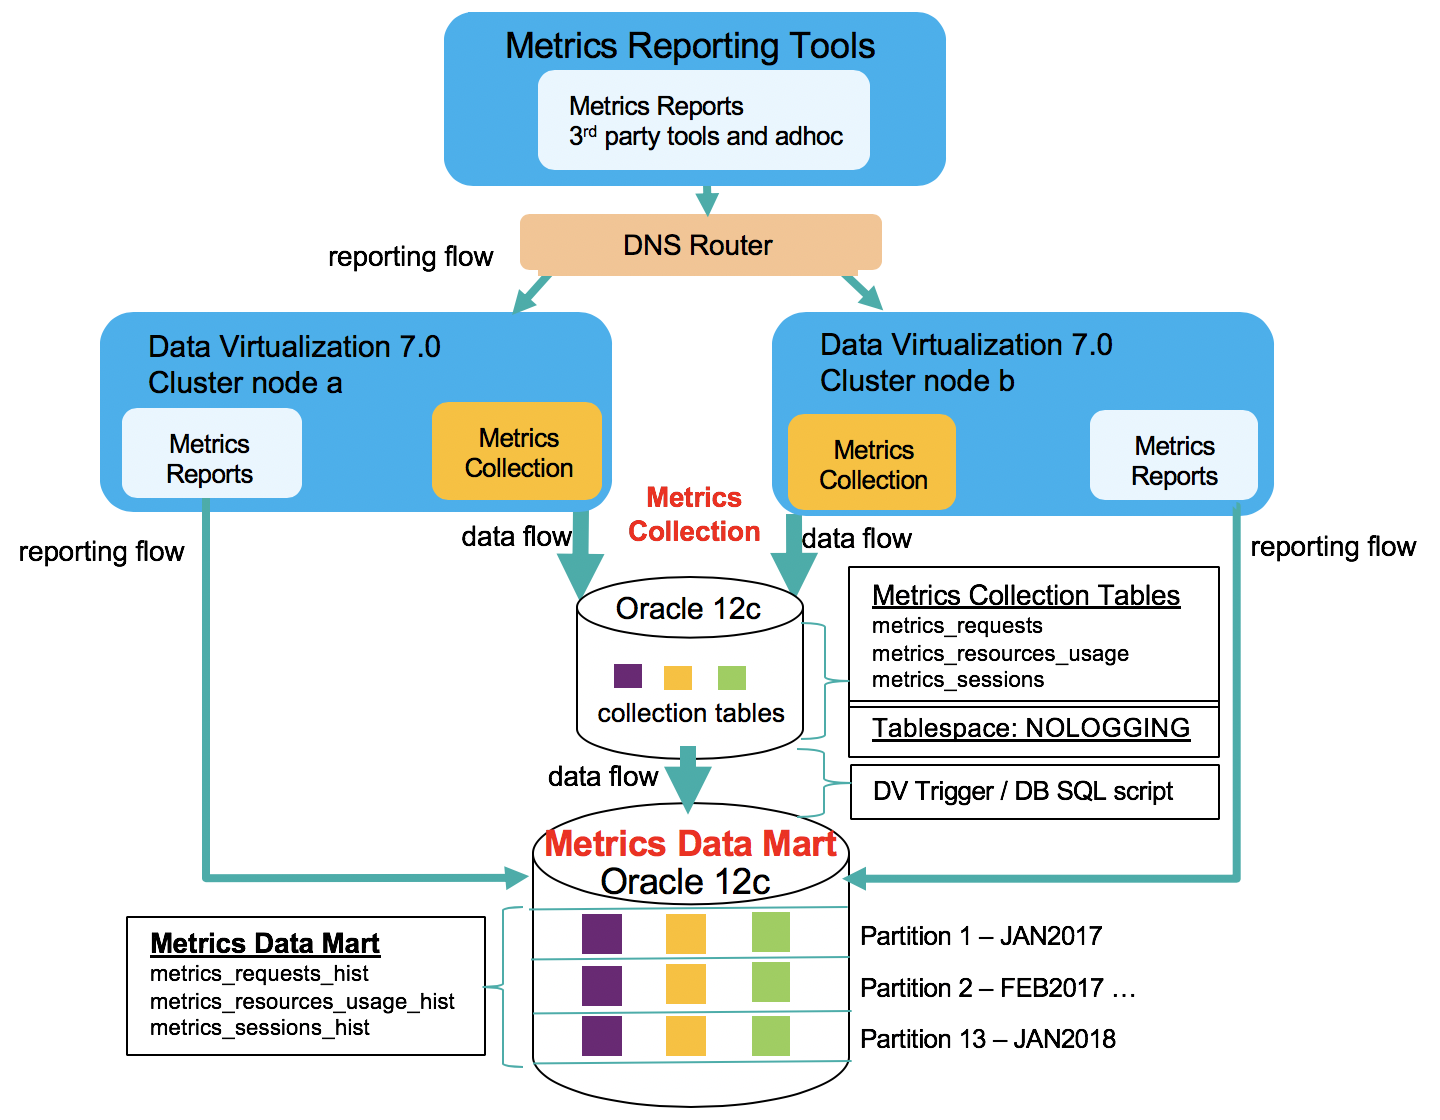 Metrics Reporting Tools
Metrics Reports
3rd party tools and adhoc
DNS Router
reporting flow
Data Virtualization 7.0
Cluster node a
Metrics
Reports
Metrics
Collection
Data Virtualization 7.0
Cluster node b
Metrics
Collection
Metrics
Reports
reporting flow
data flow
Metrics
Collection
data flow
reporting flow
Oracle 12c
collection tables
Metrics Collection Tables
metrics_requests
metrics_resources_usage
metrics_sessions
Tablespace: NOLOGGING
data flow
DV Trigger / DB SQL script
Metrics Data Mart
Oracle 12c
Metrics Data Mart
metrics_requests_hist
metrics_resources_usage_hist
metrics_sessions_hist
Partition 1 – JAN2017
Partition 2 – FEB2017 …
Partition 13 – JAN2018